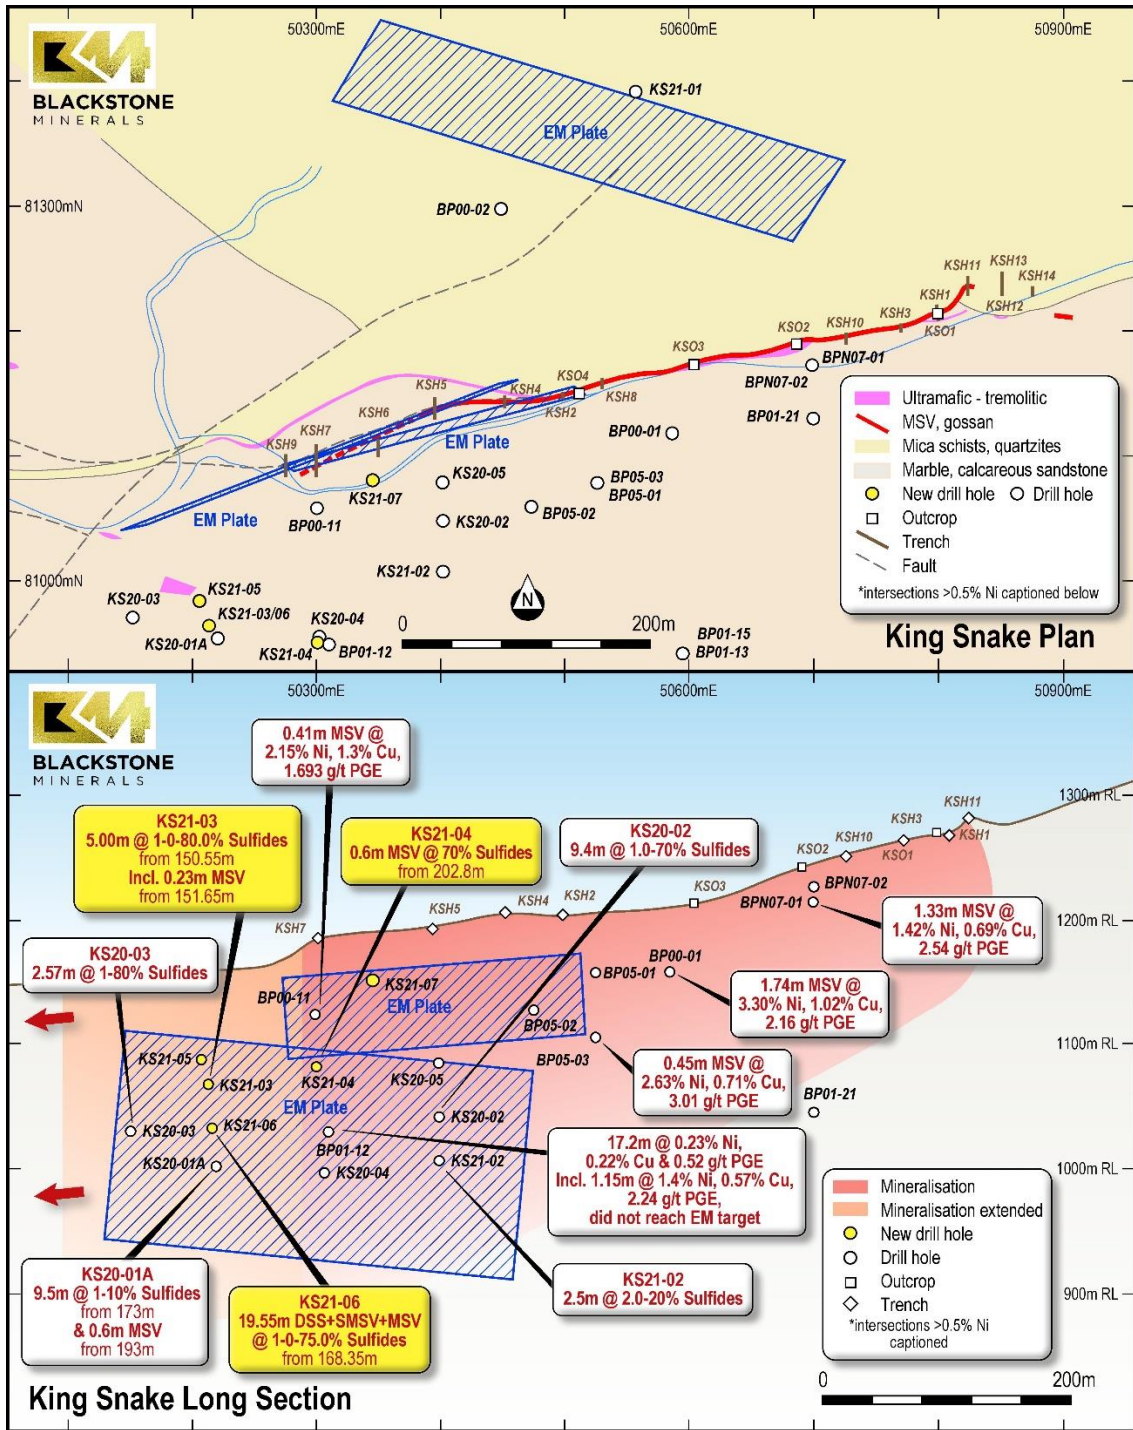 50300mE
50600mE
50900mE
BLACKSTONE
MINERALS
KS21-01
EM Plate
81300mN
BP00-02
KSH11
KSH13
KSH14
KSH12
KSH1
KSO1
KSH3
KSH10
KSO2
KSO3
BPN07-01
BPN07-02
KSO4
KSH5
KSH4
KSH2
KSH8
KSH6
KSH7
KSH9
EM Plate
BP01-21
BP00-01
KS20-05
BP05-03
BP05-01
KS21-07
BP05-02
EM Plate
BP00-11
KS20-02
KS21-02
81000mN
KS21-05
KS20-03
KS21-03/06
KS20-04
KS20-01A
KS21-04
BP01-12
BP01-15
BP01-13
N
0
200m
Ultramafic - tremolitic
MSV, gossan
Mica schists, quartzites
Marble, calcareous sandstone
New drill hole
Drill hole
Outcrop
Trench
Fault
*intersections >0.5% Ni captioned below
King Snake Plan
50300mE
50600mE
50900mE
BLACKSTONE
MINERALS
0.41m MSV @
2.15% Ni, 1.3% Cu,
1.693 g/t PGE
KS21-03
5.00m @ 1-0-80.0% Sulfides
from 150.55m
Incl. 0.23m MSV
from 151.65m
KS21-04
0.6m MSV @ 70% Sulfides
from 202.8m
KS20-02
9.4m @ 1.0-70% Sulfides
1300m RL
KSH11
KSH3
KSH10
KSO2
KSH1
KSO1
KSO3
KSH2
KSH4
KSH5
KSH7
1200m RL
BPN07-02
BPN07-01
1.33m MSV @
1.42% Ni, 0.69% Cu,
2.54 g/t PGE
KS20-03
2.57m @ 1-80% Sulfides
BP00-01
BP05-01
KS21-07
BP00-11
EM Plate
BP05-02
1.74m MSV @
3.30% Ni, 1.02% Cu,
2.16 g/t PGE
1100m RL
BP05-03
KS21-05
KS21-03
KS21-04
KS20-05
0.45m MSV @
2.63% Ni, 0.71% Cu,
3.01 g/t PGE
EM Plate
BP01-21
KS20-02
KS20-03
KS21-06
BP01-12
KS20-01A
KS20-04
KS21-02
17.2m @ 0.23% Ni,
0.22% Cu & 0.52 g/t PGE
Incl. 1.15m @ 1.4% Ni, 0.57% Cu,
2.24 g/t PGE,
did not reach EM target
1000m RL
KS20-01A
9.5m @ 1-10% Sulfides
from 173m
& 0.6m MSV
from 193m
KS21-06
19.55m DSS+SMSV+MSV
@ 1-0-75.0% Sulfides
from 168.35m
KS21-02
2.5m @ 2.0-20% Sulfides
900m RL
Mineralisation
Mineralisation extended
New drill hole
Drill hole
Outcrop
Trench
*intersections >0.5% Ni
captioned
King Snake Long Section
0
200m